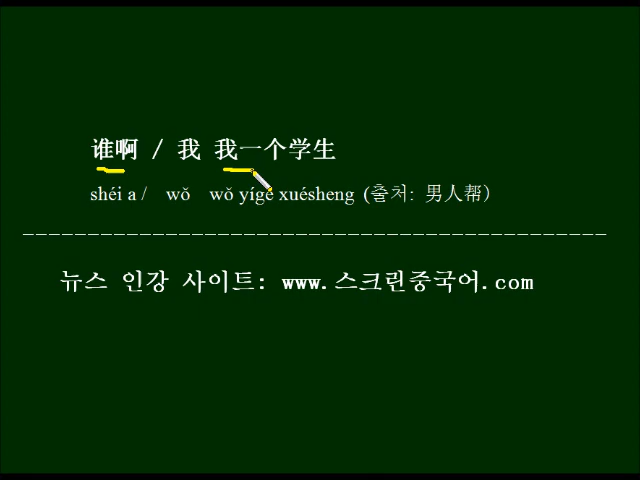 谁啊 / 我 我一个学生
shéi a / wǒ wǒ yígè xuésheng (출처: 男人帮)
뉴스 인강 사이트: www.스크린중국어.com